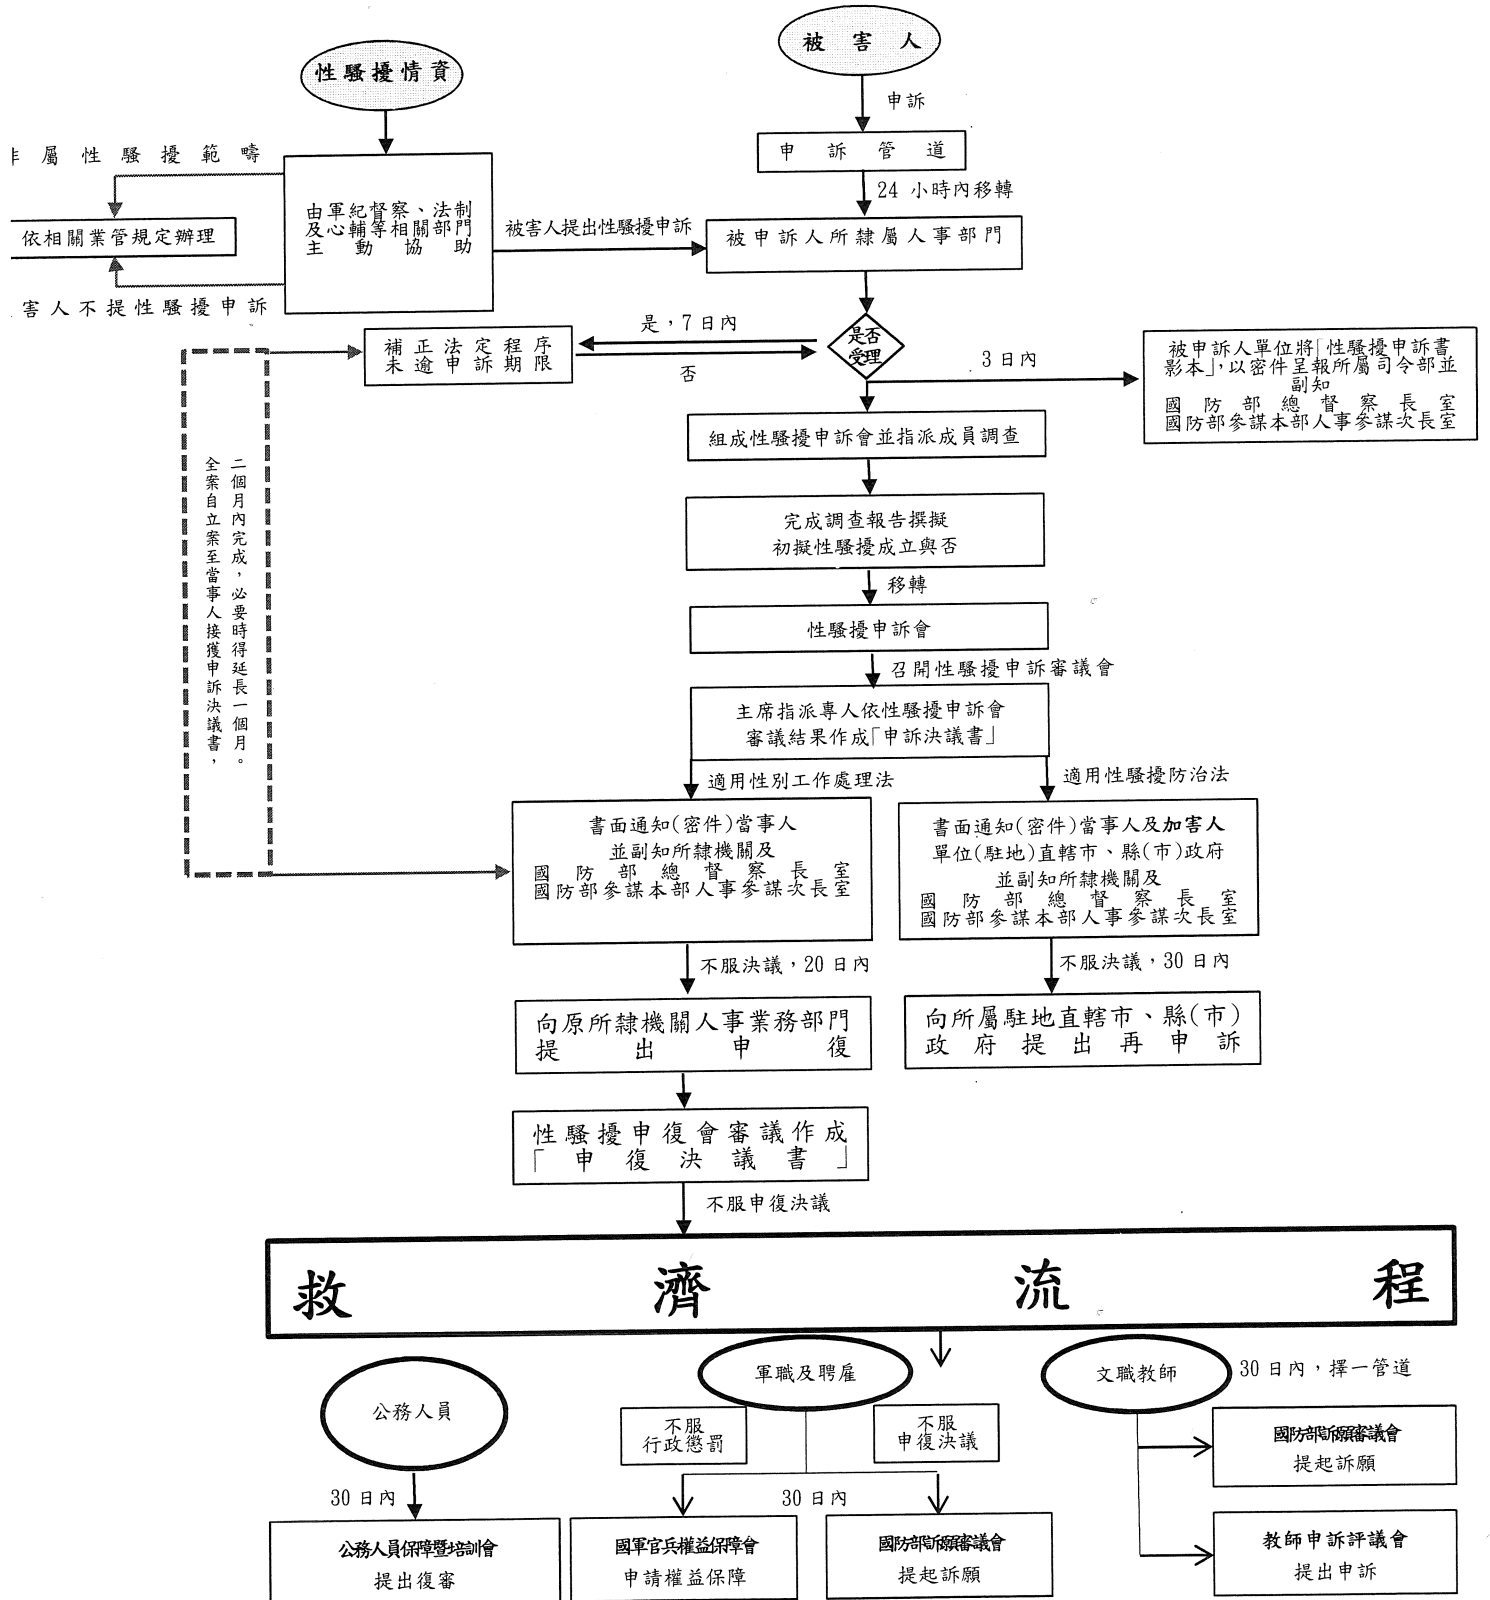 被害人
性騷擾情資
申訴
申訴管道
屬性騷擾範疇
24 小時內移轉
由軍紀督察、法制
及心輔等相關部門
主動協助
依相關業管規定辦理
被害人提出性騷擾申訴
被申訴人所隸屬人事部門
害人不提性騷擾申訴
是，7 日內
補正法定程序
未逾申訴期限
否
是否
受理
3 日內
被申訴人單位將「性騷擾申訴書
影本」，以密件呈報所屬司令部並
副知
國防部總督察長室
國防部參謀本部人事參謀次長室
組成性騷擾申訴會並指派成員調查
全案自立案至當事人接獲申訴決議書，
二個月內完成，必要時得延長一個月。
完成調查報告撰擬
初擬性騷擾成立與否
移轉
性騷擾申訴會
召開性騷擾申訴審議會
主席指派專人依性騷擾申訴會
審議結果作成「申訴決議書」
適用性別工作處理法
適用性騷擾防治法
書面通知(密件)當事人
並副知所隸機關及
國防部總督察長室
國防部參謀本部人事參謀次長室
書面通知(密件)當事人及加害人
單位(駐地)直轄市、縣(市)政府
並副知所隸機關及
國防部總督察長室
國防部參謀本部人事參謀次長室
不服決議，20 日內
不服決議，30 日內
向原所隸機關人事業務部門
提出申復
向所屬駐地直轄市、縣(市)
政府提出再申訴
性騷擾申復會審議作成
「申復決議書」
不服申復決議
救濟流程
公務人員
軍職及聘雇
文職教師
30 日內，擇一管道
不服
行政懲罰
不服
申復決議
國防部訴願審議會
提起訴願
30 日內
30 日內
公務人員保障暨培訓會
提出復審
國軍官兵權益保障會
申請權益保障
國防部訴願審議會
提起訴願
教師申訴評議會
提出申訴